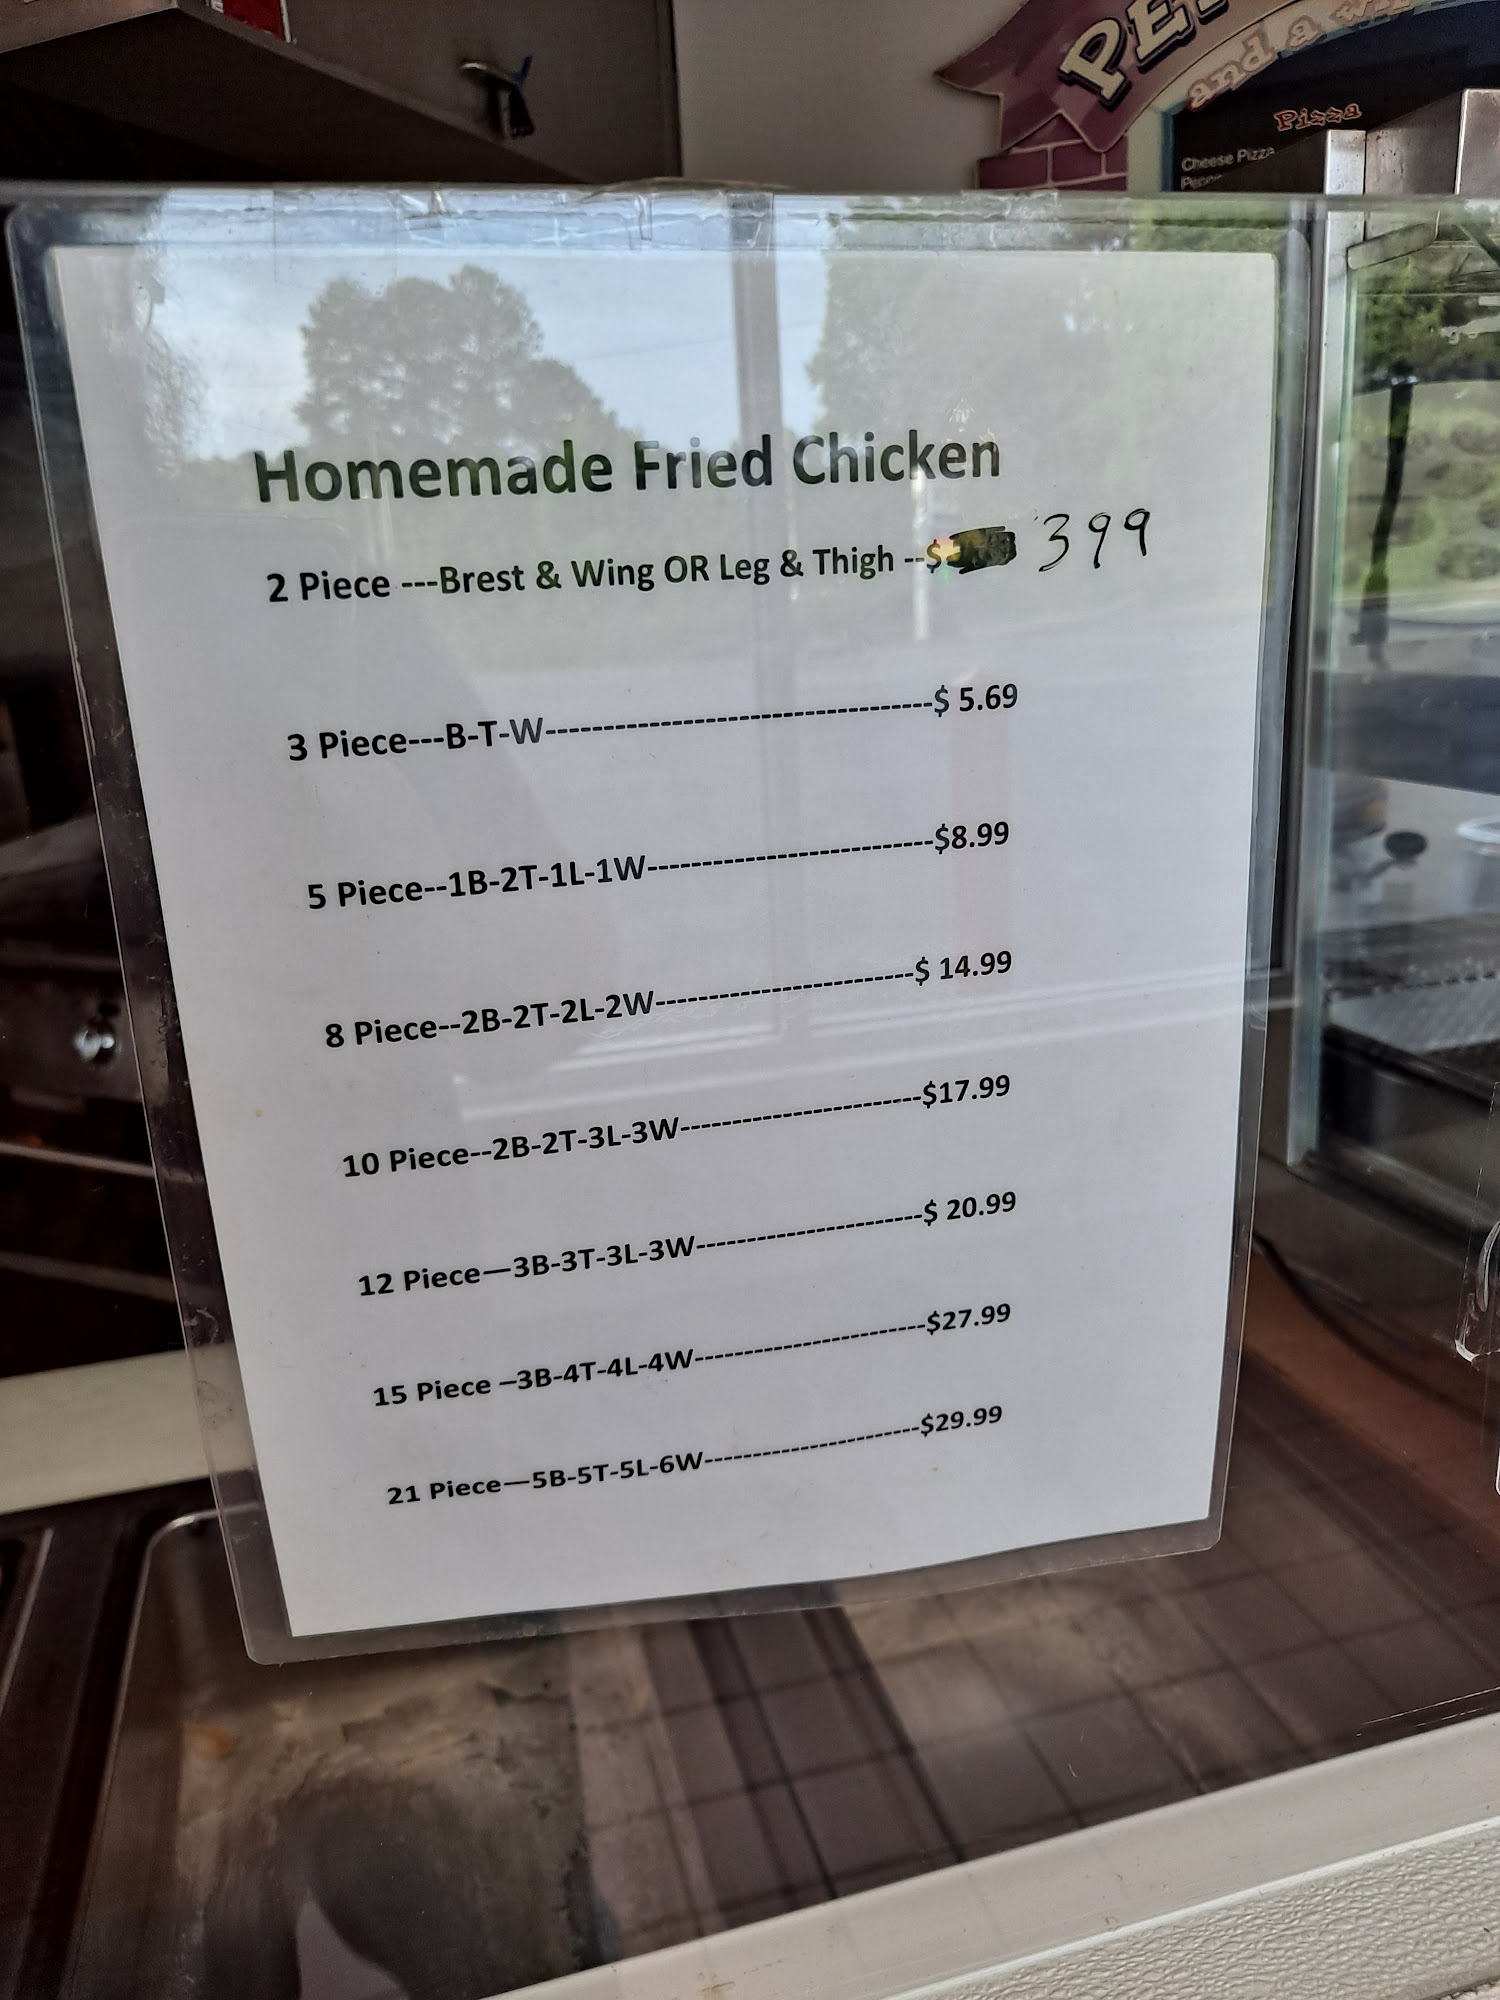 and a
Pizza
Cheese Pizza
Homemade Fried Chicken
2 Piece ---Brest & Wing OR Leg & Thigh --$ 399
3 Piece---B-T-W---------------------------------------$ 5.69
5 Piece--1B-2T-1L-1W-----------------------------$8.99
8 Piece--2B-2T-2L-2W--------------------------$ 14.99
10 Piece--2B-2T-3L-3W------------------------$17.99
12 Piece—3B-3T-3L-3W-----------------------$ 20.99
15 Piece –3B-4T-4L-4W-----------------------$27.99
21 Piece—5B-5T-5L-6W----------------------$29.99